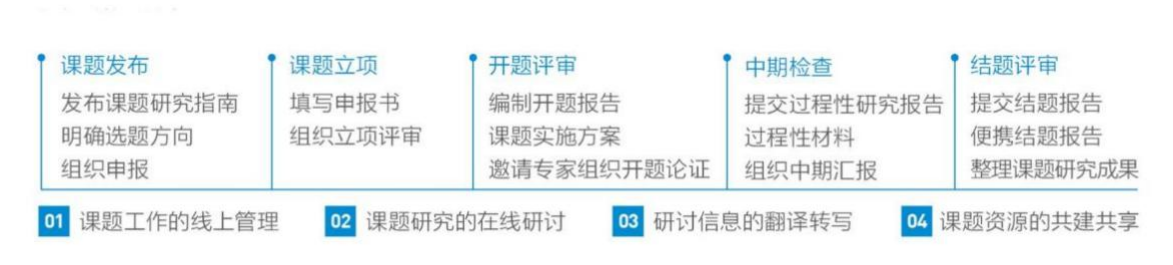 课题发布
发布课题研究指南
明确选题方向
组织申报
课题立项
填写申报书
组织立项评审
开题评审
编制开题报告
课题实施方案
邀请专家组织开题论证
中期检查
提交过程性研究报告
过程性材料
组织中期汇报
结题评审
提交结题报告
便携结题报告
整理课题研究成果
01 课题工作的线上管理
02 课题研究的在线研讨
03 研讨信息的翻译转写
04 课题资源的共建共享